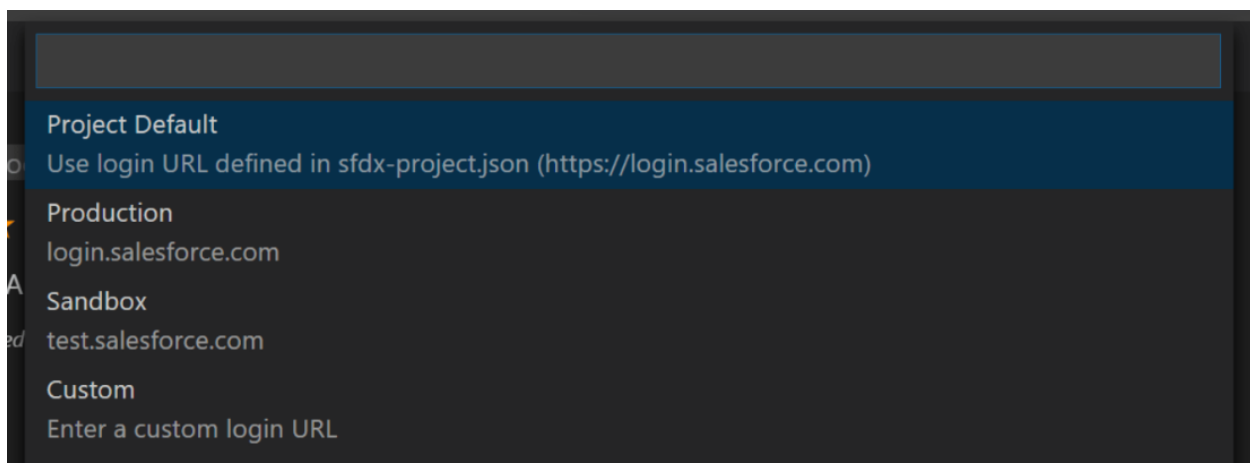 Project Default
Use login URL defined in sfdx-project.json (https://login.salesforce.com)
Production
login.salesforce.com
Sandbox
test.salesforce.com
Custom
Enter a custom login URL